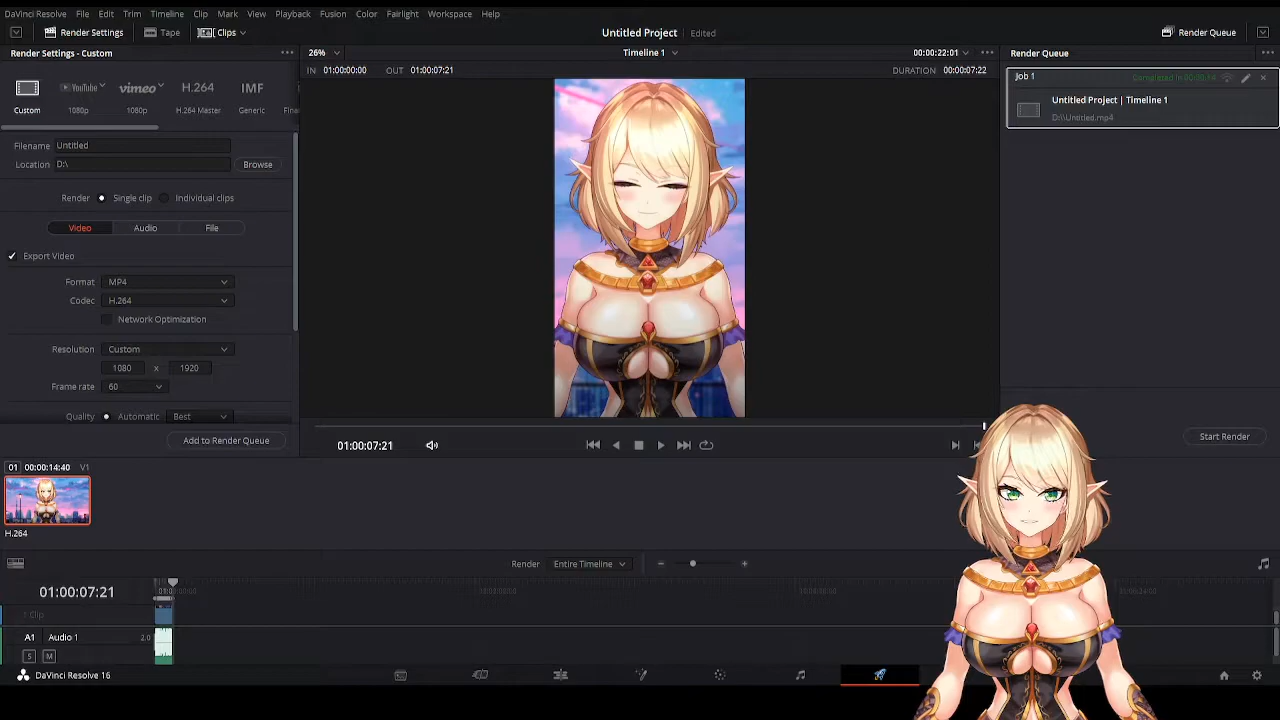 DaVinci Resolve File Edit Trim Timeline Clip Mark View Playback Fusion Color Fairlight Workspace Help
Render Settings Tape Clips Untitled Project Edited Render Queue
Render Settings - Custom 26% Timeline 1 00:00:22:01 Render Queue
IN 01:00:00:00 OUT 01:00:07:21 DURATION 00:00:07:22
Job 1
YouTube vimeo H.264 IMF
Custom 1080p 1080p H.264 Master Generic Fina
Untitled Project | Timeline 1
D:\Untitled.mp4
Filename Untitled
Location D:\ Browse
Render Single clip Individual clips
Video Audio File
Export Video
Format MP4
Codec H.264
Network Optimization
Resolution Custom
1080 x 1920
Frame rate 60
Quality Automatic Best
Add to Render Queue
01:00:07:21
Start Render
01 00:00:14:40 V1
H.264
Render Entire Timeline
01:00:07:21
Clip
A1 Audio 1 2.0
S M
DaVinci Resolve 16